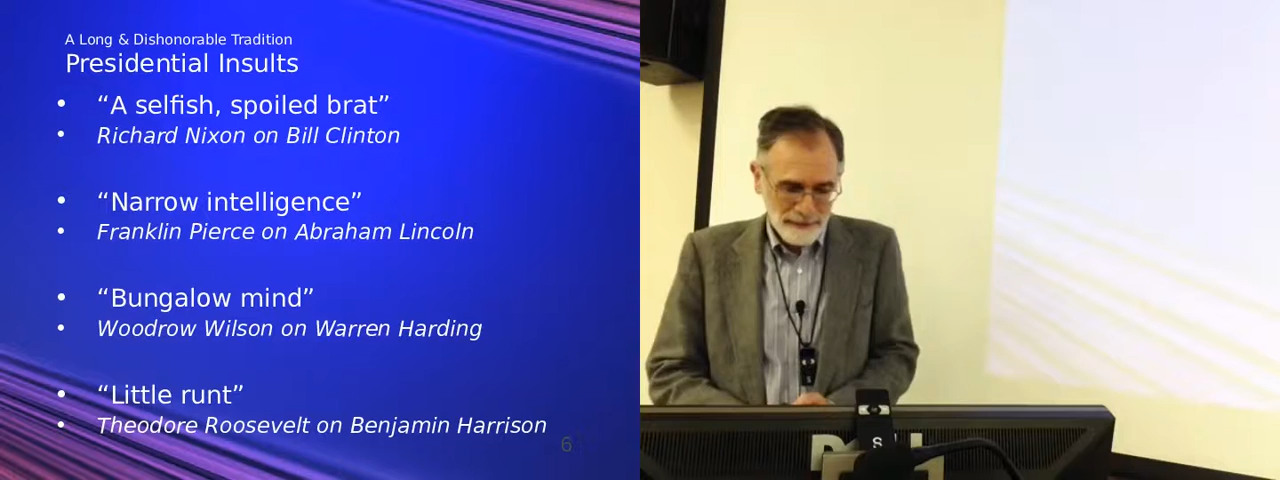 A Long & Dishonorable Tradition
Presidential Insults
• “A selfish, spoiled brat”
• Richard Nixon on Bill Clinton
• “Narrow intelligence”
• Franklin Pierce on Abraham Lincoln
• “Bungalow mind”
• Woodrow Wilson on Warren Harding
• “Little runt”
• Theodore Roosevelt on Benjamin Harrison
6